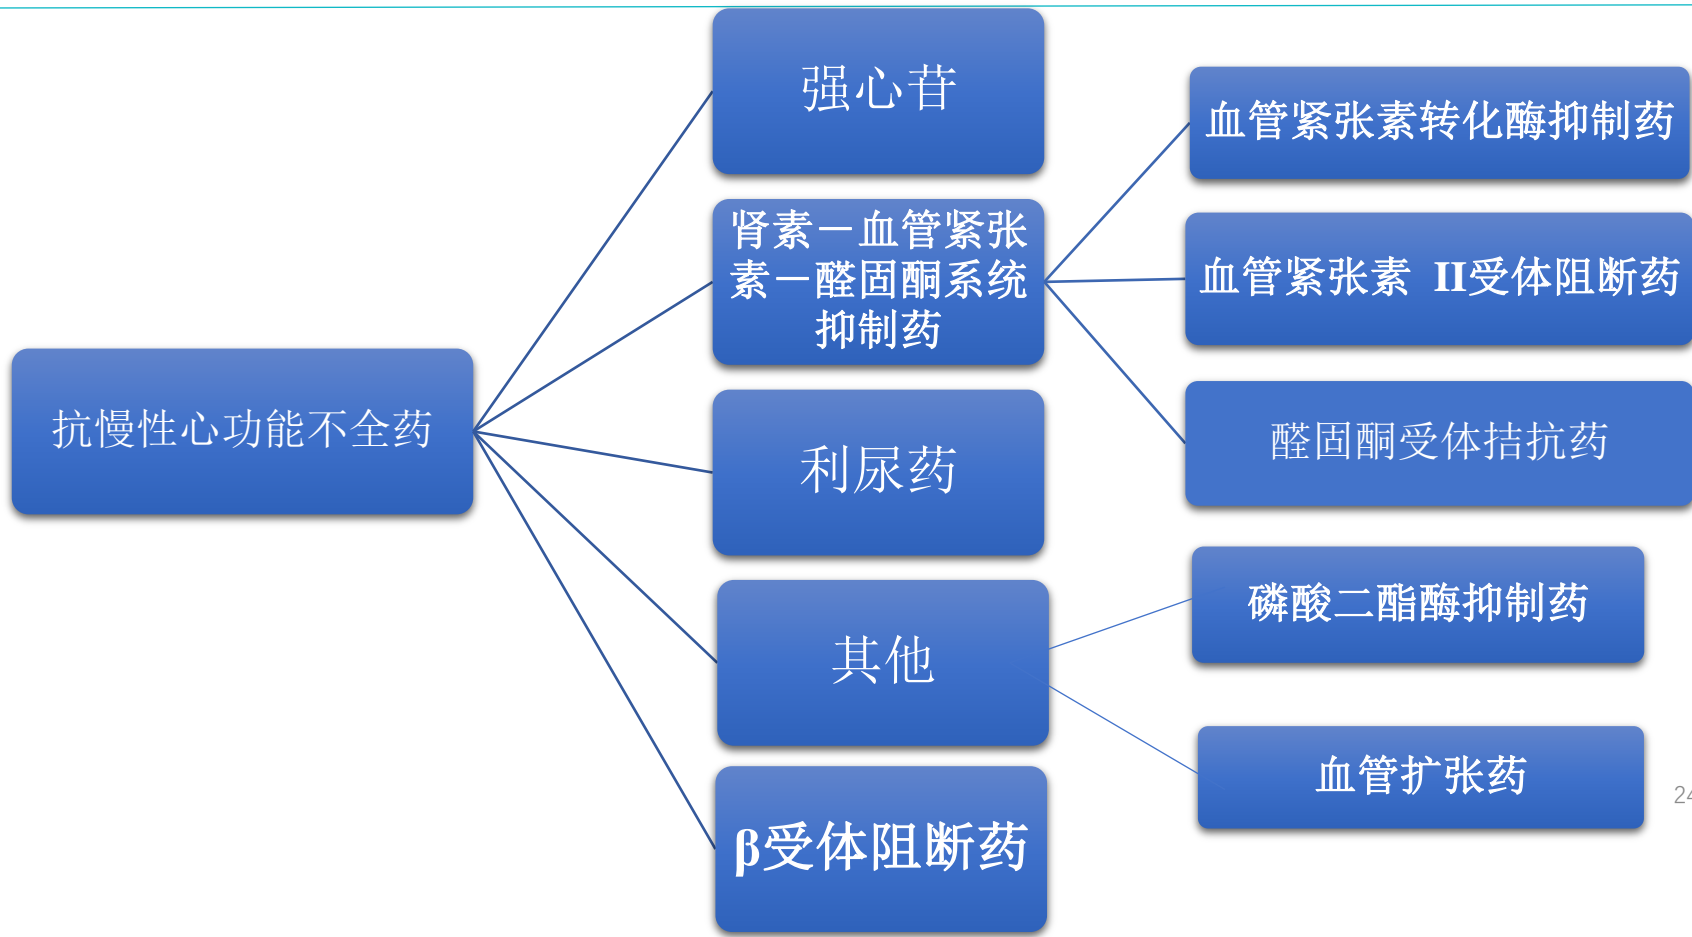 强心苷
血管紧张素转化酶抑制药
肾素－血管紧张
素－醛固酮系统
抑制药
血管紧张素 II受体阻断药
抗慢性心功能不全药
利尿药
醛固酮受体拮抗药
其他
磷酸二酯酶抑制药
血管扩张药
β受体阻断药
24